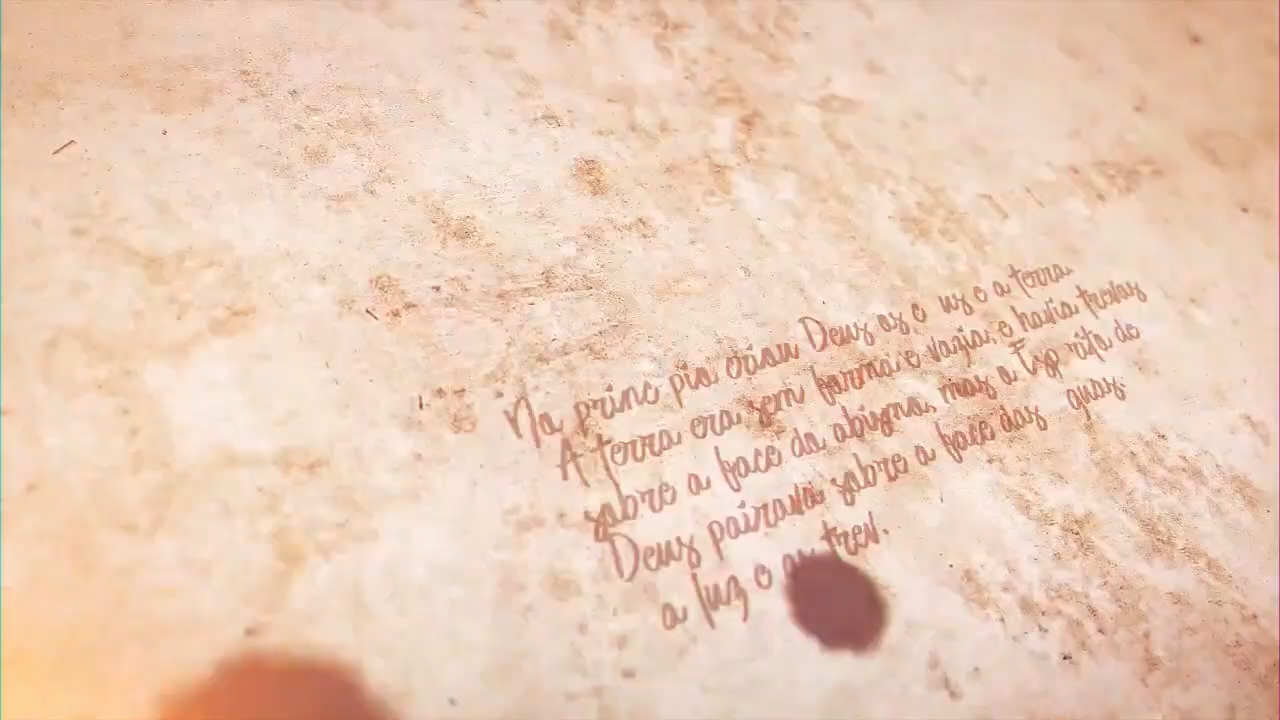 No princ pio criou Deus os c us e a terra.
A terra era sem forma e vazia; e havia trevas
sobre a face do abismo, mas o Esp rito de
Deus pairava sobre a face das guas.
a luz e trev.